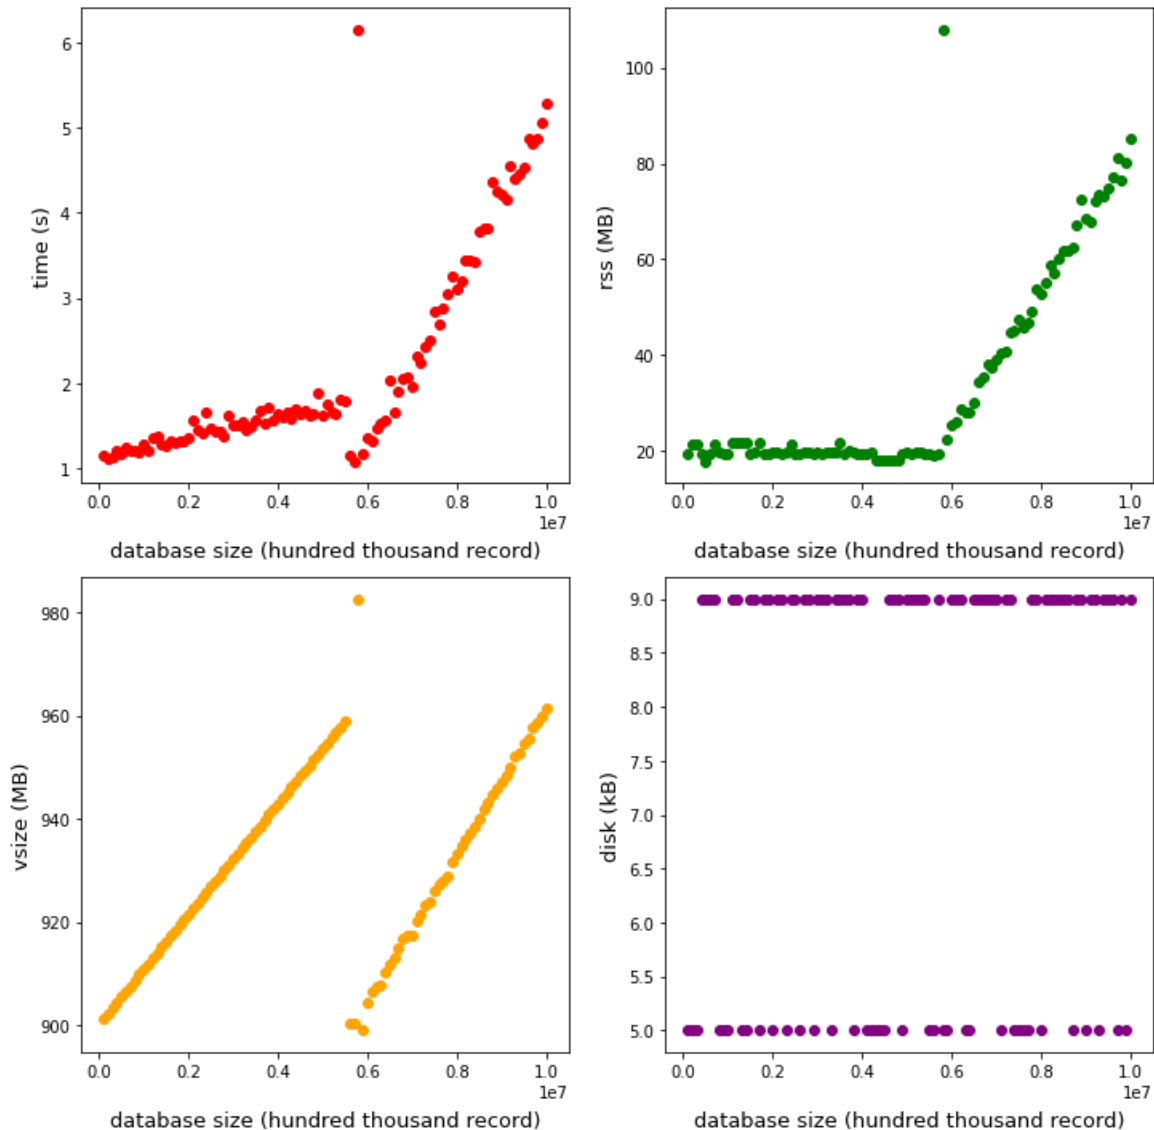 6
5
4
3
2
1
time (s)
0.0 0.2 0.4 0.6 0.8 1.0
1e7
database size (hundred thousand record)
100
80
60
40
20
rss (MB)
0.0 0.2 0.4 0.6 0.8 1.0
1e7
database size (hundred thousand record)
980
960
940
920
900
vsize (MB)
0.0 0.2 0.4 0.6 0.8 1.0
1e7
database size (hundred thousand record)
9.0
8.5
8.0
7.5
7.0
6.5
6.0
5.5
5.0
disk (kB)
0.0 0.2 0.4 0.6 0.8 1.0
1e7
database size (hundred thousand record)